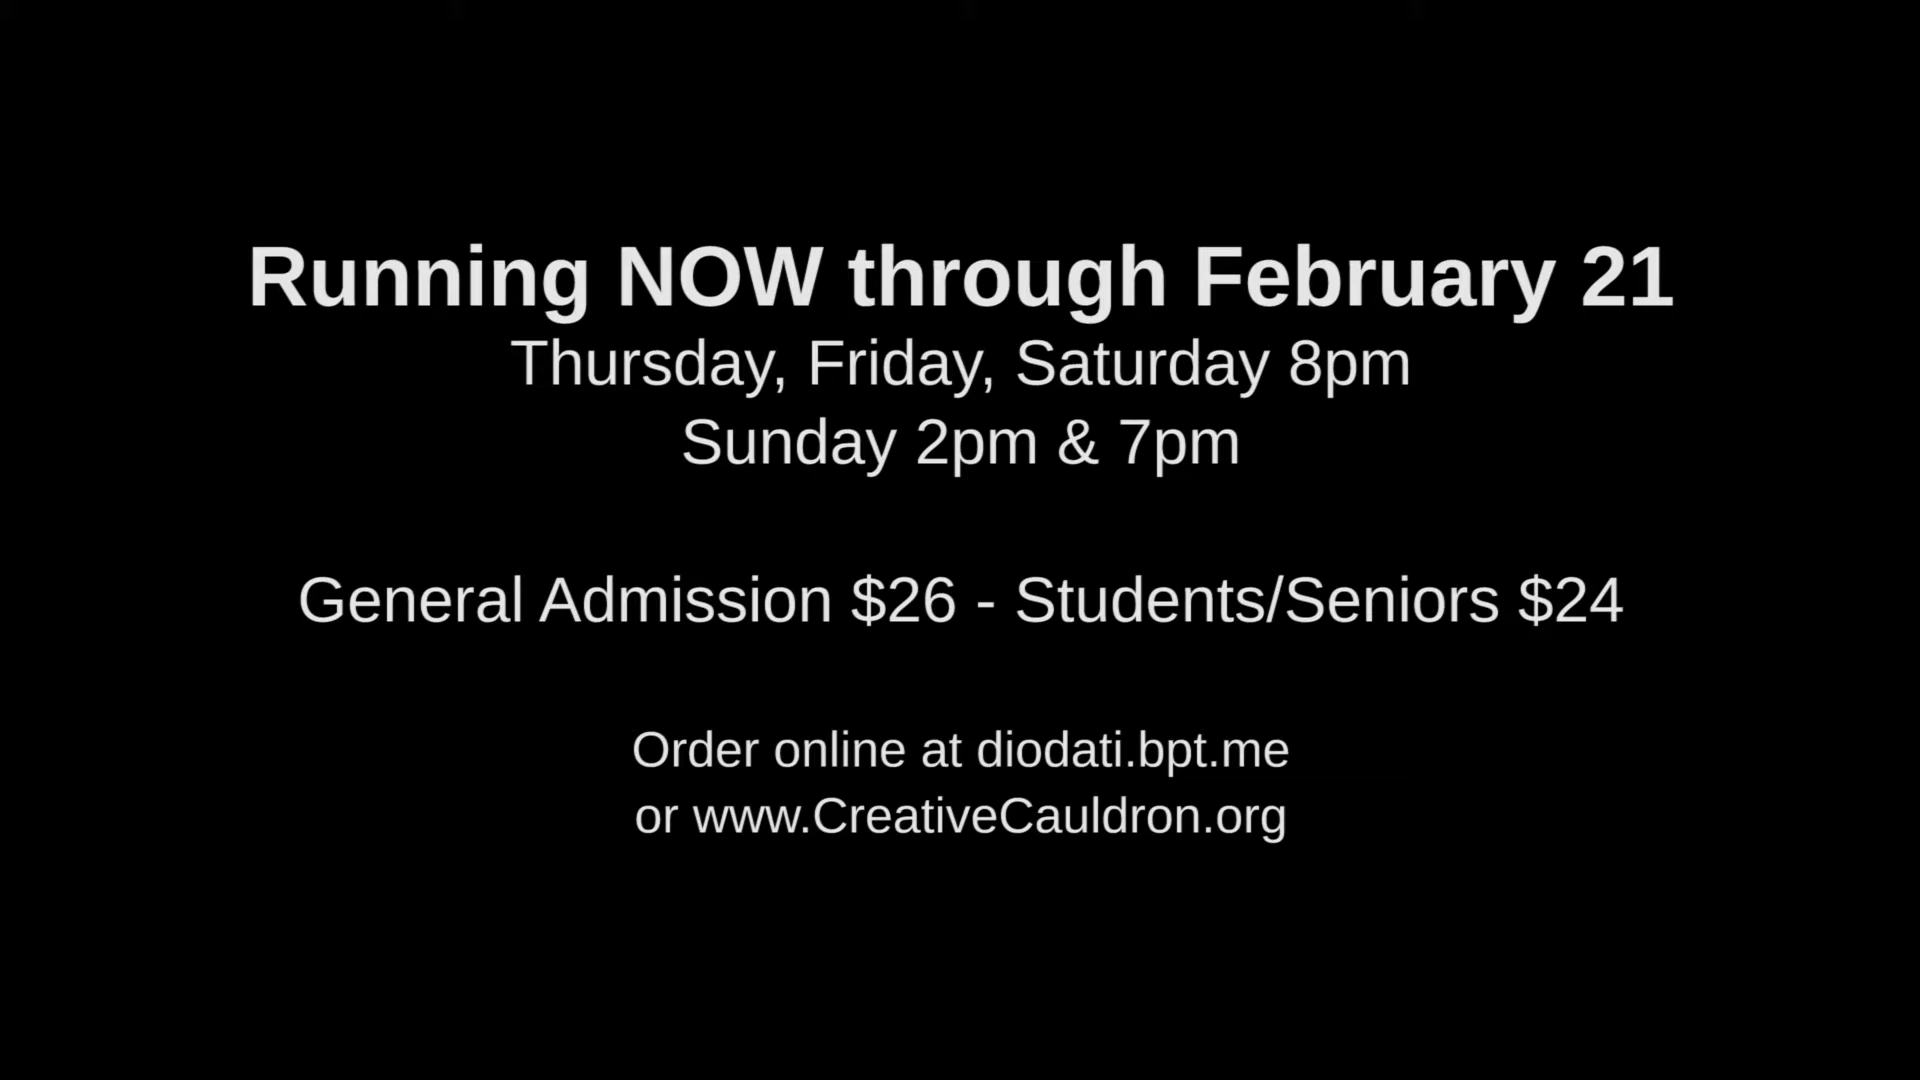 Running NOW through February 21
Thursday, Friday, Saturday 8pm
Sunday 2pm & 7pm
General Admission $26 - Students/Seniors $24
Order online at diodati.bpt.me
or www.CreativeCauldron.org